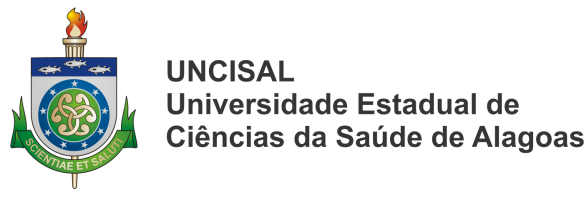 UNCISAL
Universidade Estadual de
Ciências da Saúde de Alagoas
SCIENTIAE ET SALUTI